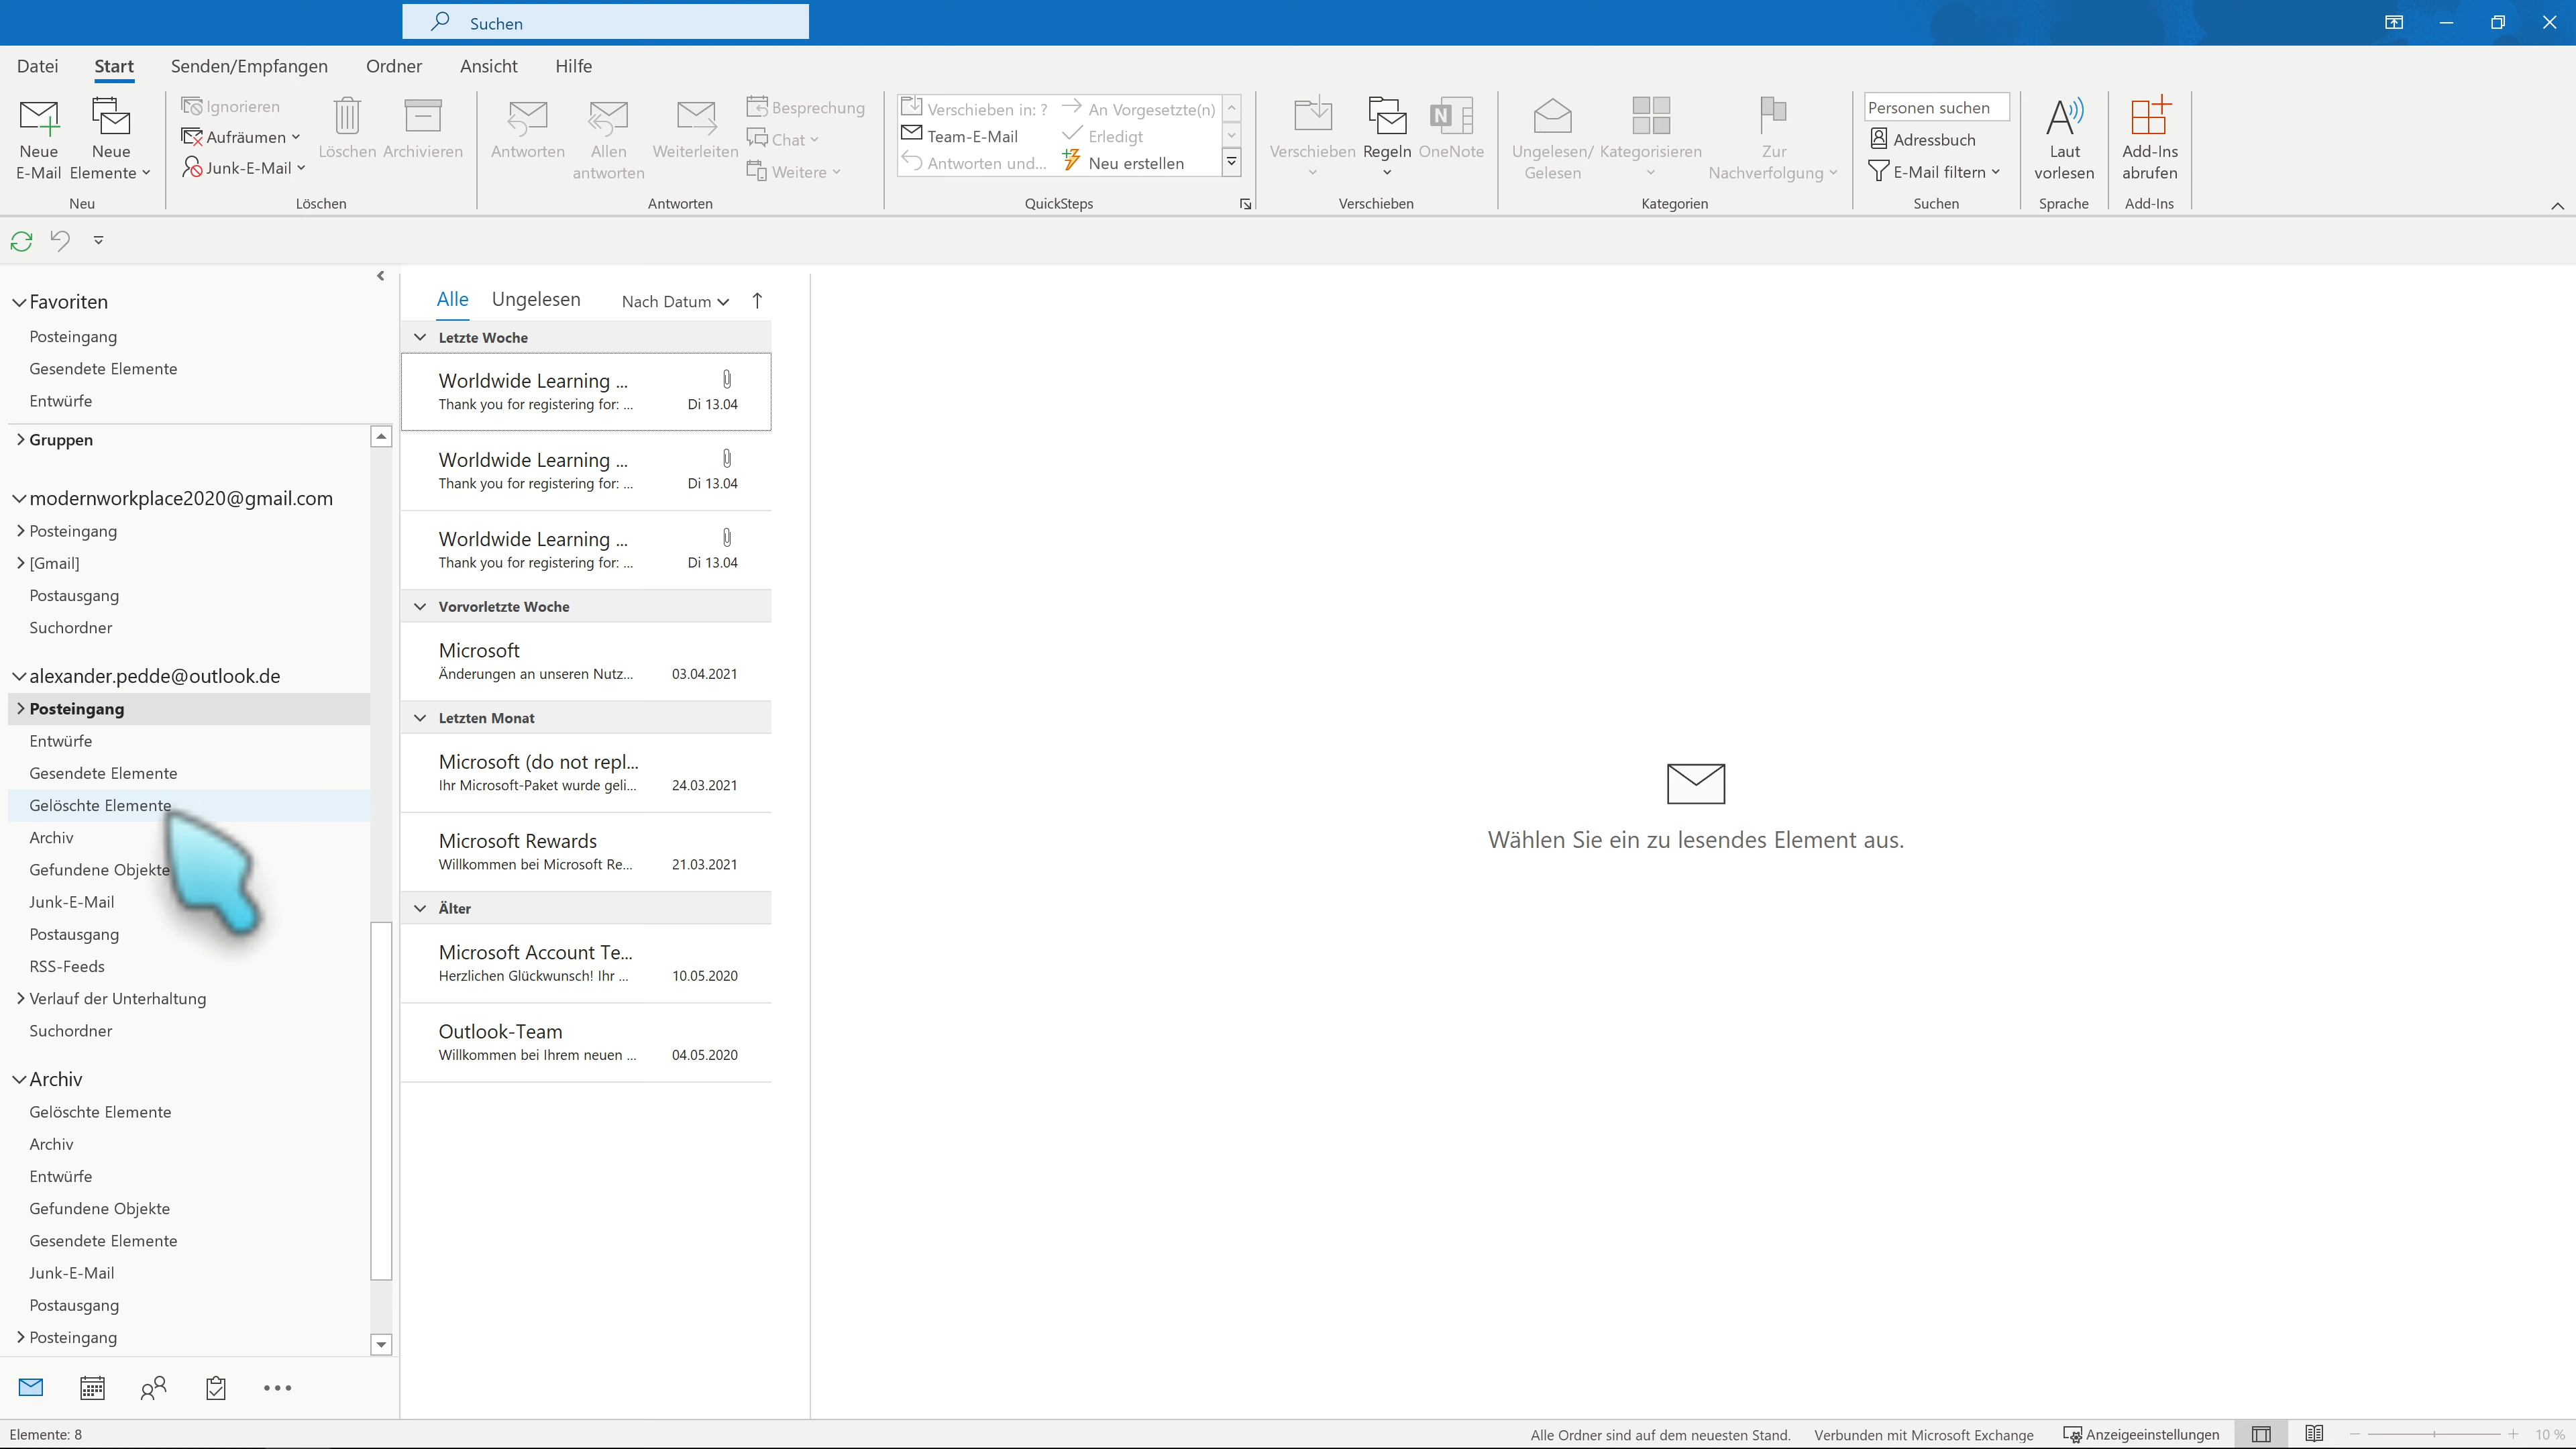 Suchen
Datei Start Senden/Empfangen Ordner Ansicht Hilfe
Neue E-Mail
Neue Elemente
Neu
Ignorieren
Aufräumen
Junk-E-Mail
Löschen
Archivieren
Löschen
Antworten
Allen antworten
Weiterleiten
Besprechung
Chat
Weitere
Antworten
Verschieben in: ?
Team-E-Mail
Antworten und...
An Vorgesetzte(n)
Erledigt
Neu erstellen
QuickSteps
Verschieben
Regeln
OneNote
Verschieben
Ungelesen/ Gelesen
Kategorisieren
Zur Nachverfolgung
Kategorien
Personen suchen
Adressbuch
E-Mail filtern
Suchen
Laut vorlesen
Sprache
Add-Ins abrufen
Add-Ins
Favoriten
Posteingang
Gesendete Elemente
Entwürfe
Gruppen
modernworkplace2020@gmail.com
Posteingang
[Gmail]
Postausgang
Suchordner
alexander.pedde@outlook.de
Posteingang
Entwürfe
Gesendete Elemente
Gelöschte Elemente
Archiv
Gefundene Objekte
Junk-E-Mail
Postausgang
RSS-Feeds
Verlauf der Unterhaltung
Suchordner
Archiv
Gelöschte Elemente
Archiv
Entwürfe
Gefundene Objekte
Gesendete Elemente
Junk-E-Mail
Postausgang
Posteingang
Alle Ungelesen Nach Datum
Letzte Woche
Worldwide Learning ...
Thank you for registering for: ... Di 13.04
Worldwide Learning ...
Thank you for registering for: ... Di 13.04
Worldwide Learning ...
Thank you for registering for: ... Di 13.04
Vorvorletzte Woche
Microsoft
Änderungen an unseren Nutz... 03.04.2021
Letzten Monat
Microsoft (do not repl...
Ihr Microsoft-Paket wurde geli... 24.03.2021
Microsoft Rewards
Willkommen bei Microsoft Re... 21.03.2021
Älter
Microsoft Account Te...
Herzlichen Glückwunsch! Ihr ... 10.05.2020
Outlook-Team
Willkommen bei Ihrem neuen ... 04.05.2020
Wählen Sie ein zu lesendes Element aus.
Elemente: 8 Alle Ordner sind auf dem neuesten Stand. Verbunden mit Microsoft Exchange Anzeigeeinstellungen 10 %